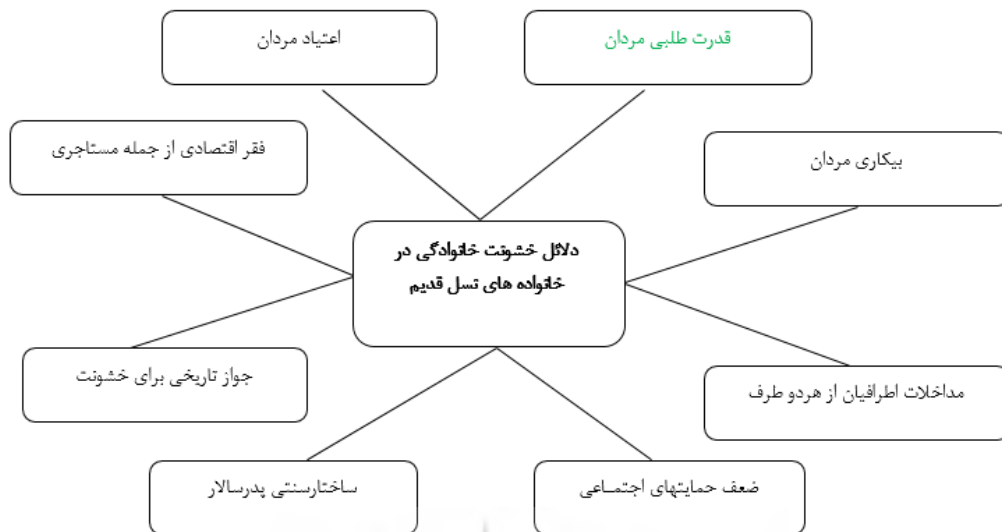 قدرت طلبی مردان
اعتیاد مردان
بیکاری مردان
فقر اقتصادی از جمله مستاجری
دلائل خشونت خانوادگی در
خانواده های نسل قدیم
مداخلات اطرافیان از هردو طرف
جواز تاریخی برای خشونت
ضعف حمایتهای اجتمـاعی
ساختارسنتی پدرسالار